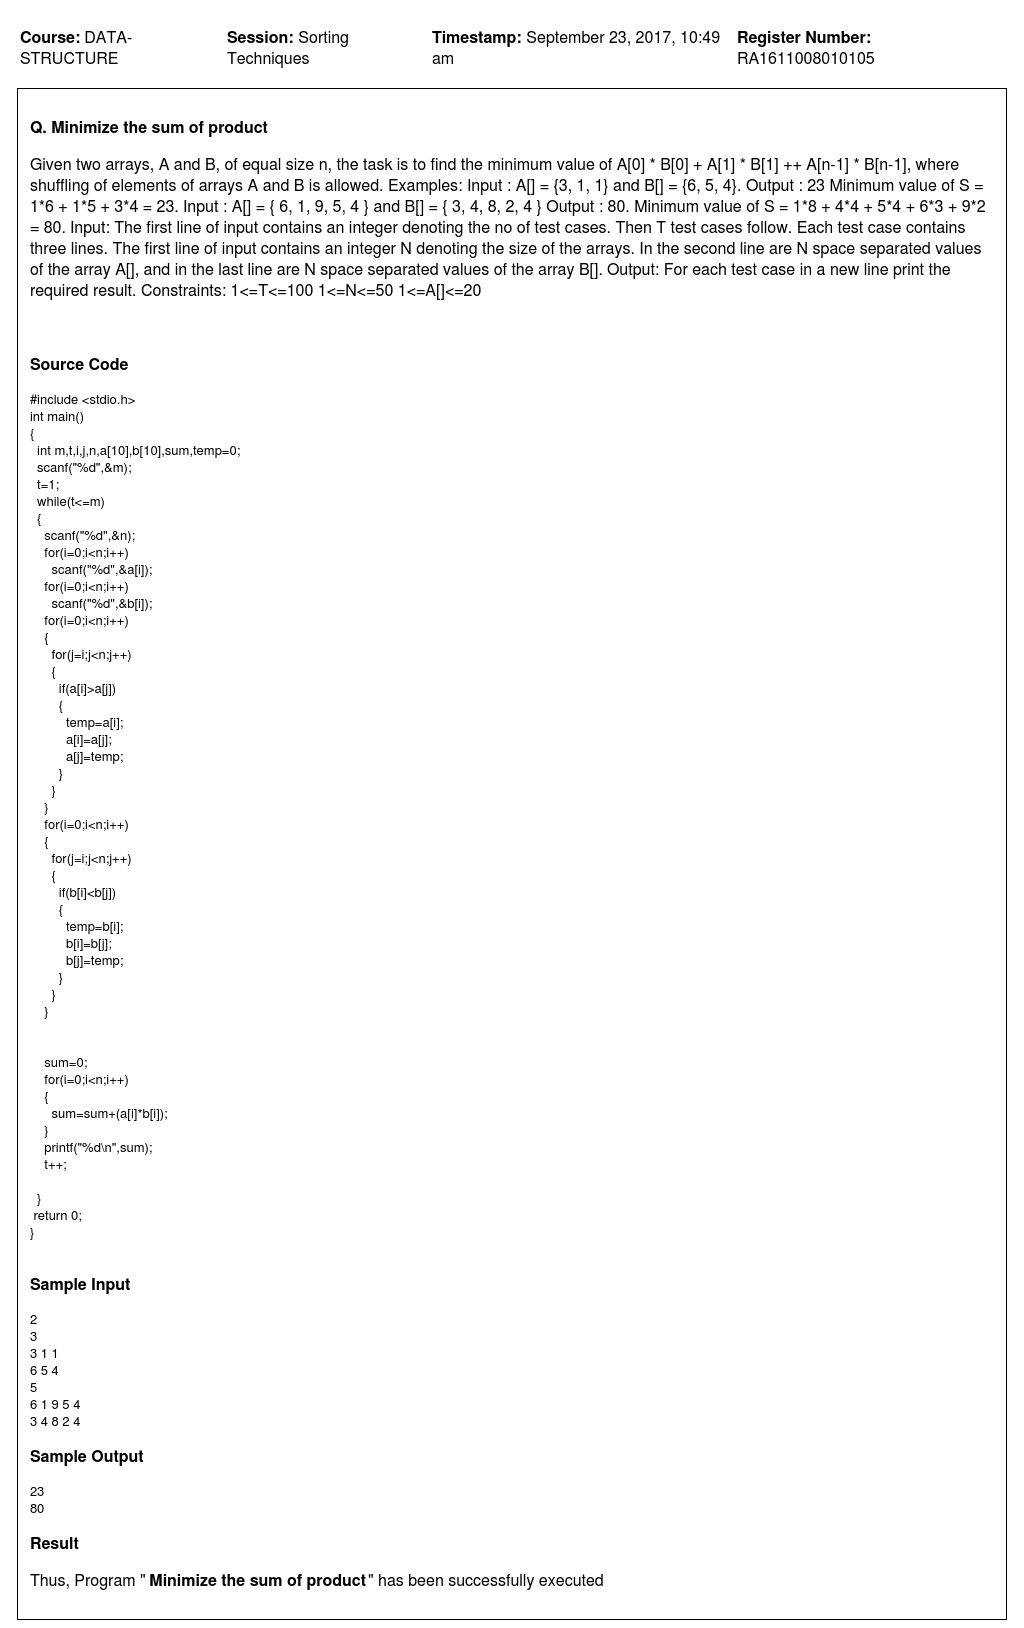 Course: DATA-STRUCTURE
Session: Sorting Techniques
Timestamp: September 23, 2017, 10:49 am
Register Number: RA1611008010105
Q. Minimize the sum of product
Given two arrays, A and B, of equal size n, the task is to find the minimum value of A[0] * B[0] + A[1] * B[1] ++ A[n-1] * B[n-1], where
shuffling of elements of arrays A and B is allowed. Examples: Input : A[] = {3, 1, 1} and B[] = {6, 5, 4}. Output : 23 Minimum value of S =
1*6 + 1*5 + 3*4 = 23. Input : A[] = { 6, 1, 9, 5, 4 } and B[] = { 3, 4, 8, 2, 4 } Output : 80. Minimum value of S = 1*8 + 4*4 + 5*4 + 6*3 + 9*2
= 80. Input: The first line of input contains an integer denoting the no of test cases. Then T test cases follow. Each test case contains
three lines. The first line of input contains an integer N denoting the size of the arrays. In the second line are N space separated values
of the array A[], and in the last line are N space separated values of the array B[]. Output: For each test case in a new line print the
required result. Constraints: 1<=T<=100 1<=N<=50 1<=A[]<=20
Source Code
#include <stdio.h>
int main()
{
int m,t,i,j,n,a[10],b[10],sum,temp=0;
scanf("%d",&m);
t=1;
while(t<=m)
{
scanf("%d",&n);
for(i=0;i<n;i++)
scanf("%d",&a[i]);
for(i=0;i<n;i++)
scanf("%d",&b[i]);
for(i=0;i<n;i++)
{
for(j=i;j<n;j++)
{
if(a[i]>a[j])
{
temp=a[i];
a[i]=a[j];
a[j]=temp;
}
}
}
for(i=0;i<n;i++)
{
for(j=i;j<n;j++)
{
if(b[i]<b[j])
{
temp=b[i];
b[i]=b[j];
b[j]=temp;
}
}
}
sum=0;
for(i=0;i<n;i++)
{
sum=sum+(a[i]*b[i]);
}
printf("%d\n",sum);
t++;
}
return 0;
}
Sample Input
2
3
3 1 1
6 5 4
5
6 1 9 5 4
3 4 8 2 4
Sample Output
23
80
Result
Thus, Program " Minimize the sum of product" has been successfully executed